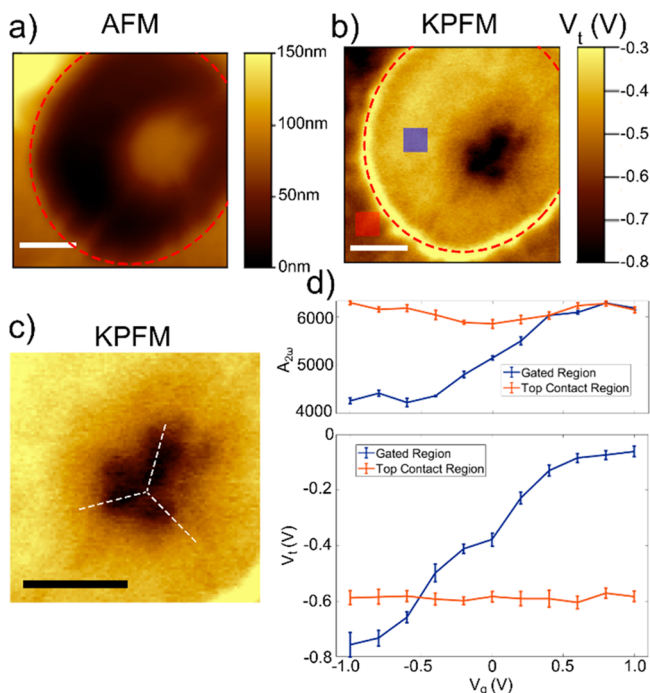 a)
AFM
150nm
100nm
50nm
0nm
b)
KPFM
V_t (V)
-0.3
-0.4
-0.5
-0.6
-0.7
-0.8
c)
KPFM
d)
6000
5000
4000
A_2ω
Gated Region
Top Contact Region
0
-0.2
-0.4
-0.6
-0.8
V_t (V)
Gated Region
Top Contact Region
-1.0
-0.5
0
0.5
1.0
V_g (V)